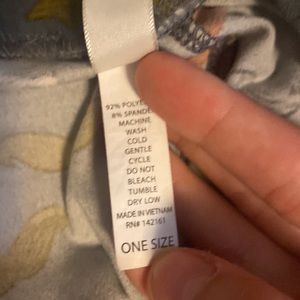 92% POLYE
8% SPANDE
MACHINE
WASH
COLD
GENTLE
CYCLE
DO NOT
BLEACH
TUMBLE
DRY LOW
MADE IN VIETNAM
RN# 142161
ONE SIZE